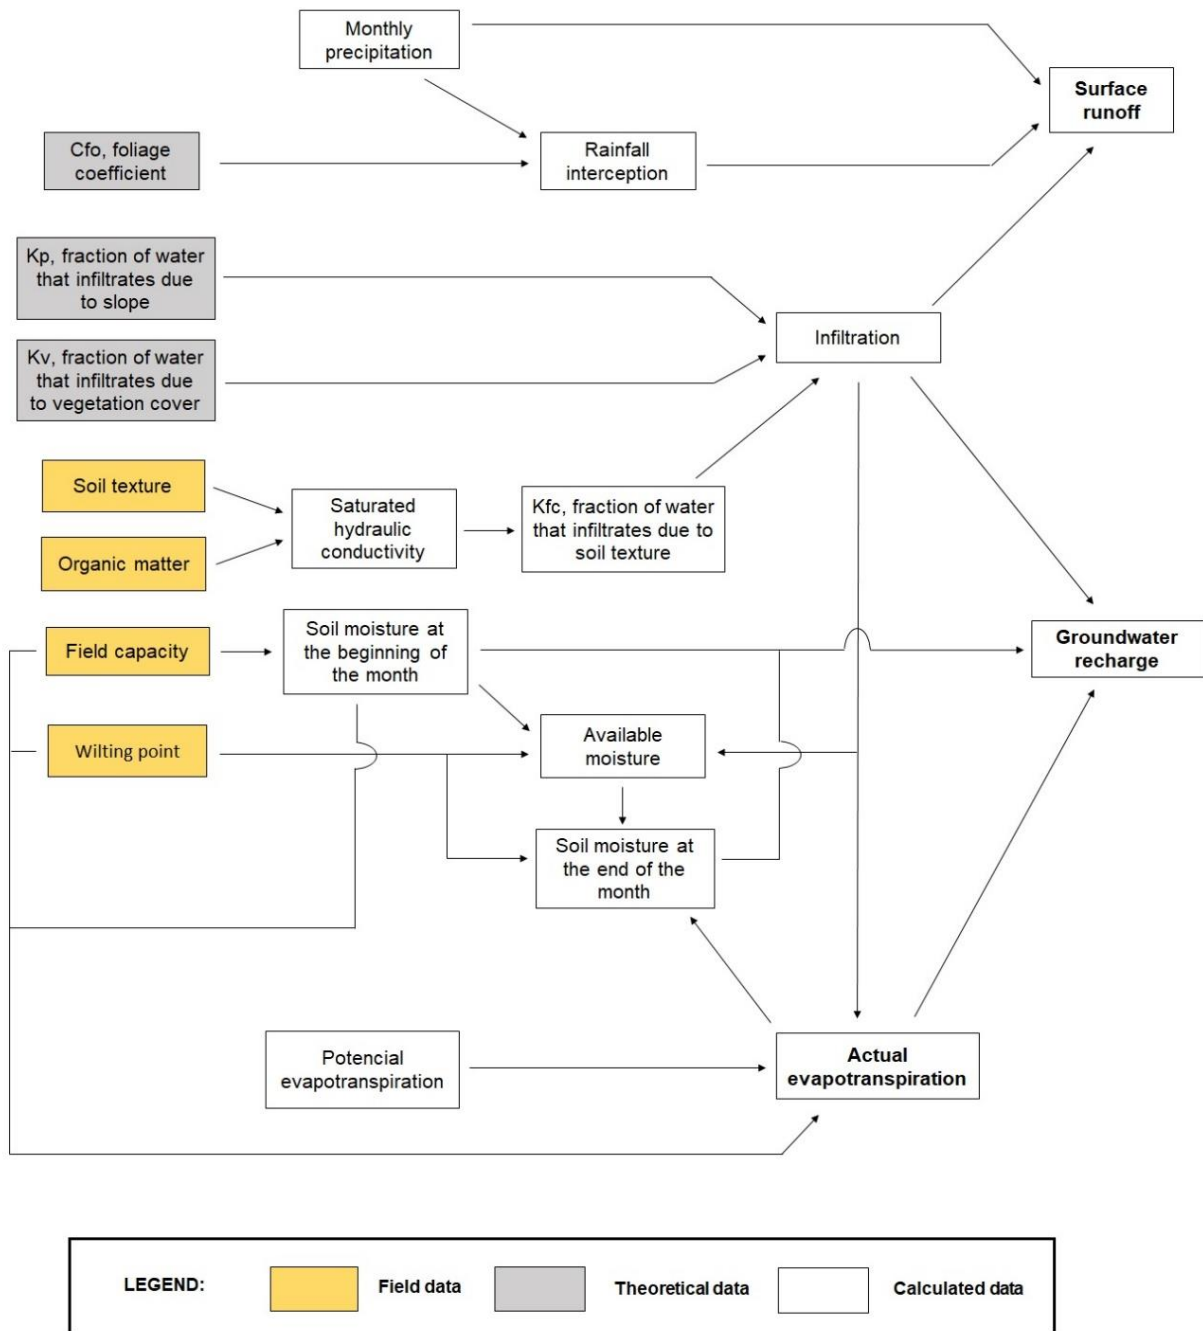 Monthly
precipitation
Surface
runoff
Cfo, foliage
coefficient
Rainfall
interception
Kp, fraction of water
that infiltrates due
to slope
Infiltration
Kv, fraction of water
that infiltrates due
to vegetation cover
Soil texture
Saturated
hydraulic
conductivity
Kfc, fraction of water
that infiltrates due to
soil texture
Organic matter
Field capacity
Soil moisture at
the beginning of
the month
Groundwater
recharge
Wilting point
Available
moisture
Soil moisture at
the end of the
month
Potencial
evapotranspiration
Actual
evapotranspiration
LEGEND:
Field data
Theoretical data
Calculated data